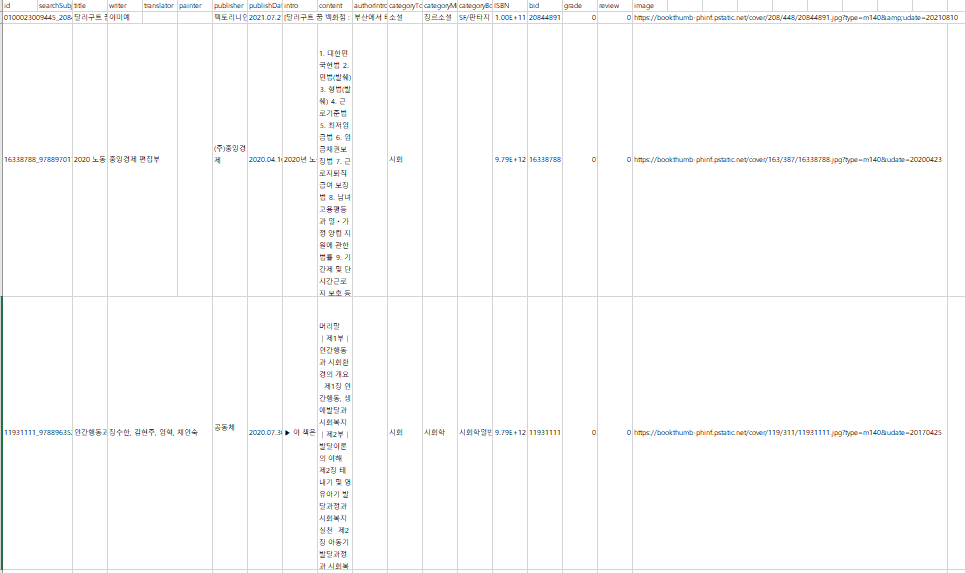 id searchSub title writer translator painter publisher publishDat intro content authorIntro categoryTo categoryM categoryBo ISBN bid grade review image
0100023009445_208 달러구트 이미예 팩토리나인 2021.07.27 (달러구트 꿈 백화점 : 부산에서 태 소설 장르소설 SF/판타지 1.00E+11 20844891 0 0 https://bookthumb-phinf.pstatic.net/cover/208/448/20844891.jpg?type=m140&amp;udate=20210810
16338788_97889701 2020 노동 중앙경제 편집부
(주)중앙경
제
2020.04.10 2020년 노
1. 대한민
국헌법 2.
민법(발췌)
3. 형법(발
췌) 4. 근
로기준법
5. 최저임
금법 6. 임
금채권보
장법 7. 근
로자퇴직
급여 보장
법 8. 남녀
고용평등
과 일・가
정 양립 지
원에 관한
법률 9. 기
간제 및 단
시간근로
자 보호 등
사회 9.79E+12 16338788 0 0 https://bookthumb-phinf.pstatic.net/cover/163/387/16338788.jpg?type=m140&udate=20200423
11931111_97889635 인간행동과 장수한, 김현주, 임혁, 채인숙
공동체
2020.07.30 ▶ 이 책은
머리말
| 제1부 |
인간행동
과 사회환
경의 개요
제1장 인
간행동, 생
애발달과
사회복지
| 제2부 |
발달이론
의 이해
제2장 태
내기 및 영
유아기 발
달과정과
사회복지
실천 제2
장 아동기
발달과정
과 사회복
사회 사회학 사회학일반 9.79E+12 11931111 0 0 https://bookthumb-phinf.pstatic.net/cover/119/311/11931111.jpg?type=m140&udate=20170425